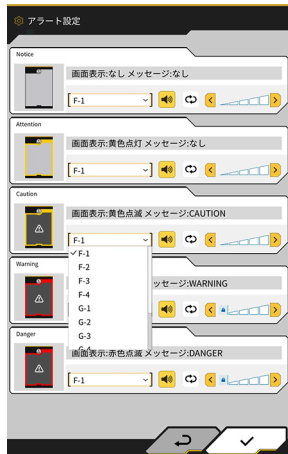 アラート設定
Notice
画面表示:なし メッセージ:なし
F-1
Attention
画面表示:黄色点灯 メッセージ:なし
F-1
Caution
画面表示:黄色点滅 メッセージ:CAUTION
F-1
✓F-1
F-2
F-3
F-4
G-1
G-2
G-3
Warning
ッセージ:WARNING
Danger
画面表示:赤色点滅 メッセージ:DANGER
F-1